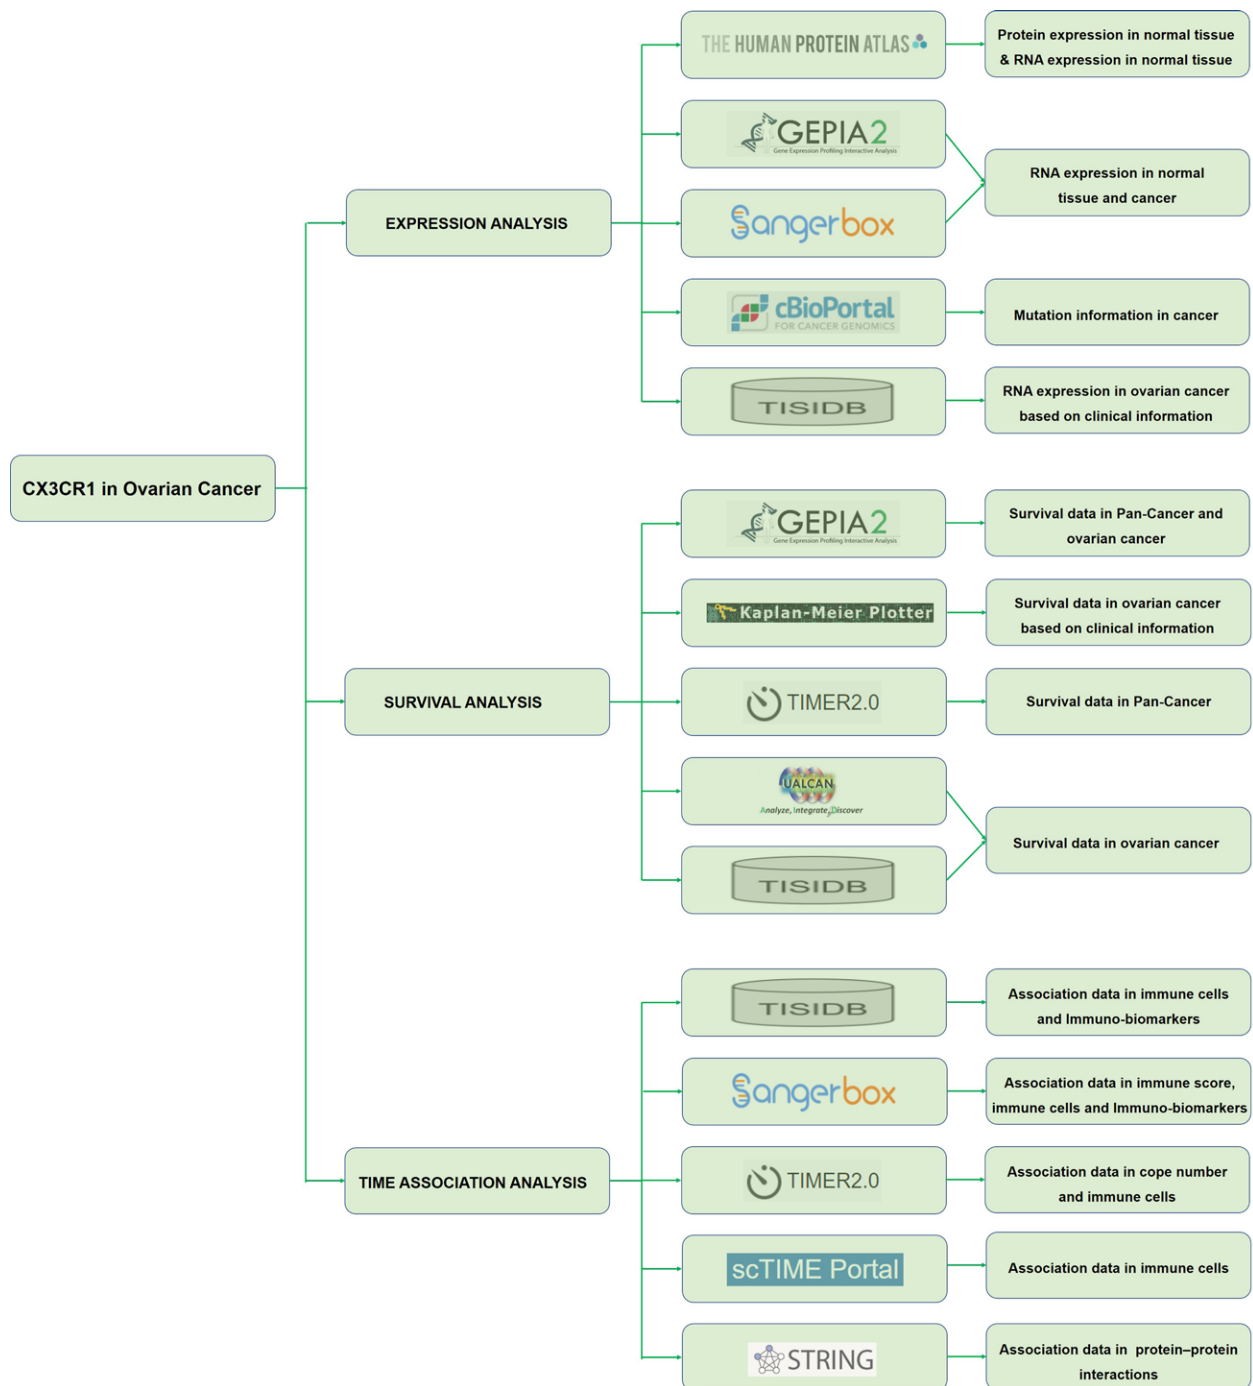 CX3CR1 in Ovarian Cancer
EXPRESSION ANALYSIS
THE HUMAN PROTEIN ATLAS
Protein expression in normal tissue
& RNA expression in normal tissue
GEPIA2
Gene Expression Profiling Interactive Analysis
Sangerbox
RNA expression in normal
tissue and cancer
cBioPortal
FOR CANCER GENOMICS
Mutation information in cancer
TISIDB
RNA expression in ovarian cancer
based on clinical information
SURVIVAL ANALYSIS
GEPIA2
Gene Expression Profiling Interactive Analysis
Survival data in Pan-Cancer and
ovarian cancer
Kaplan-Meier Plotter
Survival data in ovarian cancer
based on clinical information
TIMER2.0
Survival data in Pan-Cancer
UALCAN
Analyze, Integrate, Discover
TISIDB
Survival data in ovarian cancer
TIME ASSOCIATION ANALYSIS
TISIDB
Association data in immune cells
and Immuno-biomarkers
Sangerbox
Association data in immune score,
immune cells and Immuno-biomarkers
TIMER2.0
Association data in cope number
and immune cells
scTIME Portal
Association data in immune cells
STRING
Association data in protein–protein
interactions